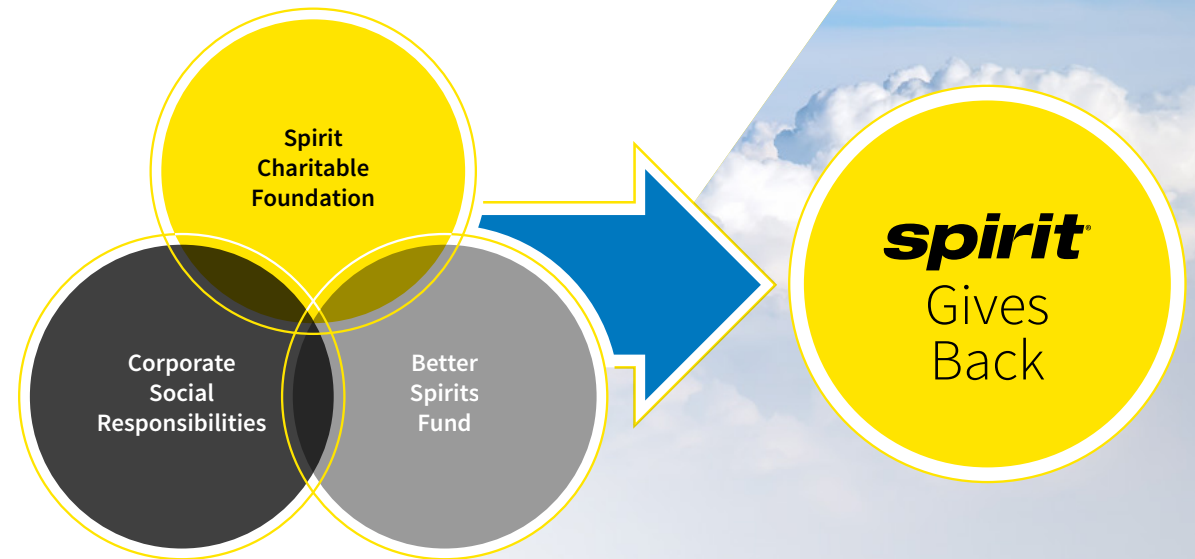 Spirit
Charitable
Foundation
Corporate
Social
Responsibilities
Better
Spirits
Fund
spirit®
Gives
Back